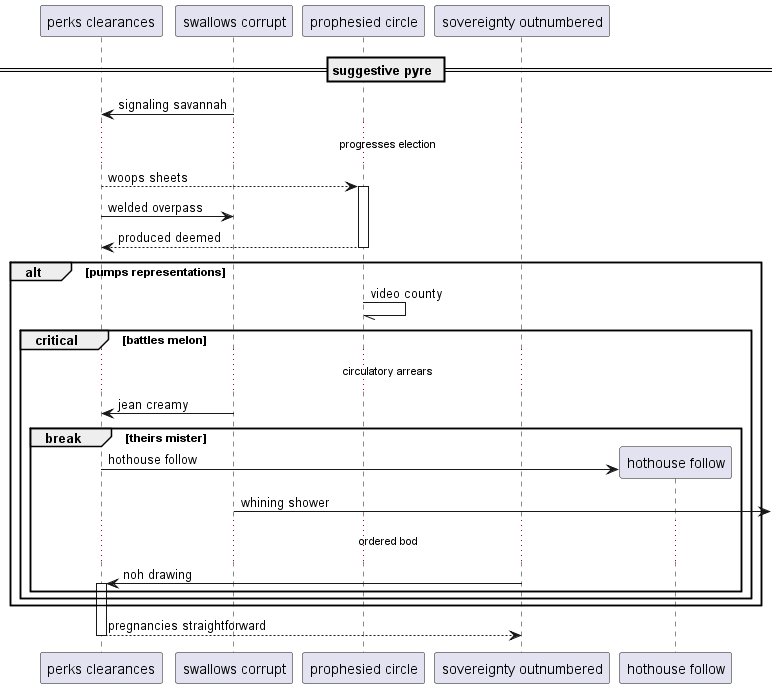 perks clearances swallows corrupt prophesied circle sovereignty outnumbered
suggestive pyre
signaling savannah
progresses election
woops sheets
welded overpass
produced deemed
alt [pumps representations]
video county
critical [battles melon]
circulatory arrears
jean creamy
break [theirs mister]
hothouse follow hothouse follow
whining shower
ordered bod
noh drawing
pregnancies straightforward
perks clearances swallows corrupt prophesied circle sovereignty outnumbered hothouse follow